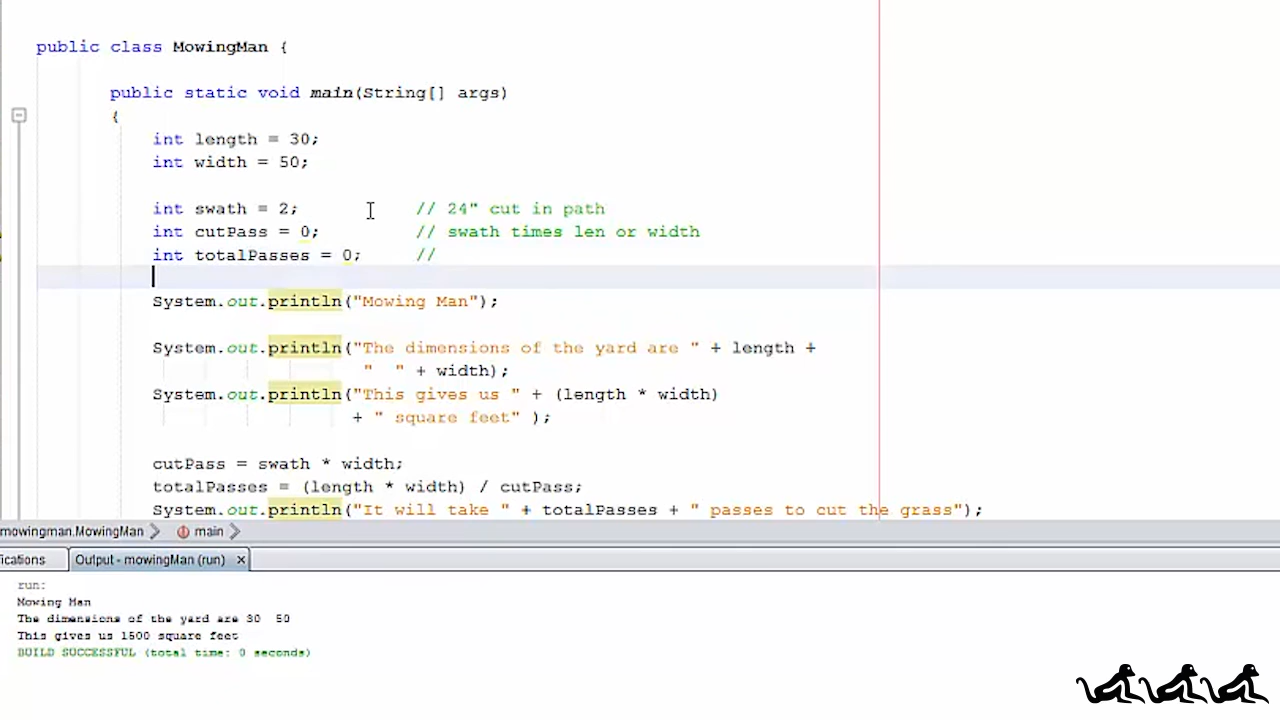 public class MowingMan {
public static void main(String[] args)
{
int length = 30;
int width = 50;
int swath = 2; // 24" cut in path
int cutPass = 0; // swath times len or width
int totalPasses = 0; //
System.out.println("Mowing Man");
System.out.println("The dimensions of the yard are " + length +
" " + width);
System.out.println("This gives us " + (length * width)
+ " square feet" );
cutPass = swath * width;
totalPasses = (length * width) / cutPass;
System.out.println("It will take " + totalPasses + " passes to cut the grass");
mowingman.MowingMan main
ications Output - mowingMan (run) ×
run:
Mowing Man
The dimensions of the yard are 30 50
This gives us 1500 square feet
BUILD SUCCESSFUL (total time: 0 seconds)